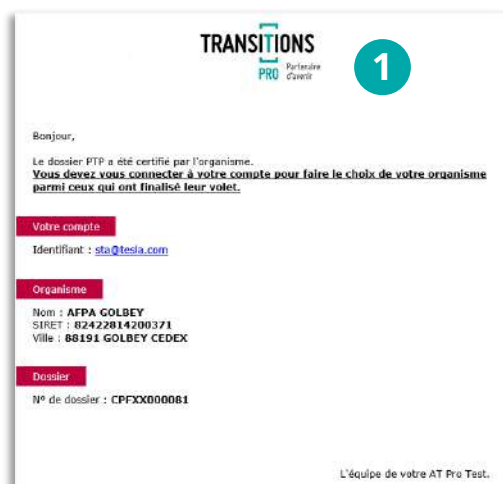 TRANSITIONS
PRO Partenaire
d'avenir
1
Bonjour,
Le dossier PTP a été certifié par l'organisme.
Vous devez vous connecter à votre compte pour faire le choix de votre organisme
parmi ceux qui ont finalisé leur volet.
Votre compte
Identifiant : sta@tesla.com
Organisme
Nom : AFPA GOLBEY
SIRET : 82422814200371
Ville : 88191 GOLBEY CEDEX
Dossier
N° de dossier : CPFXX000081
L'équipe de votre AT Pro Test.